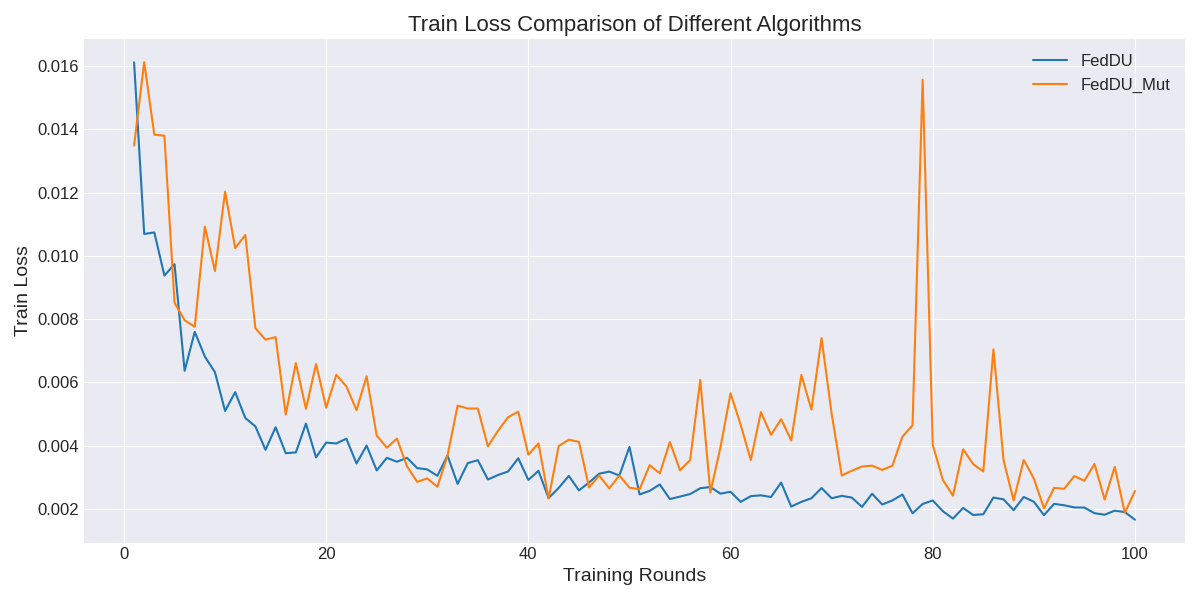 Train Loss Comparison of Different Algorithms
FedDU
FedDU_Mut
Train Loss
0.016
0.014
0.012
0.010
0.008
0.006
0.004
0.002
0 20 40 60 80 100
Training Rounds